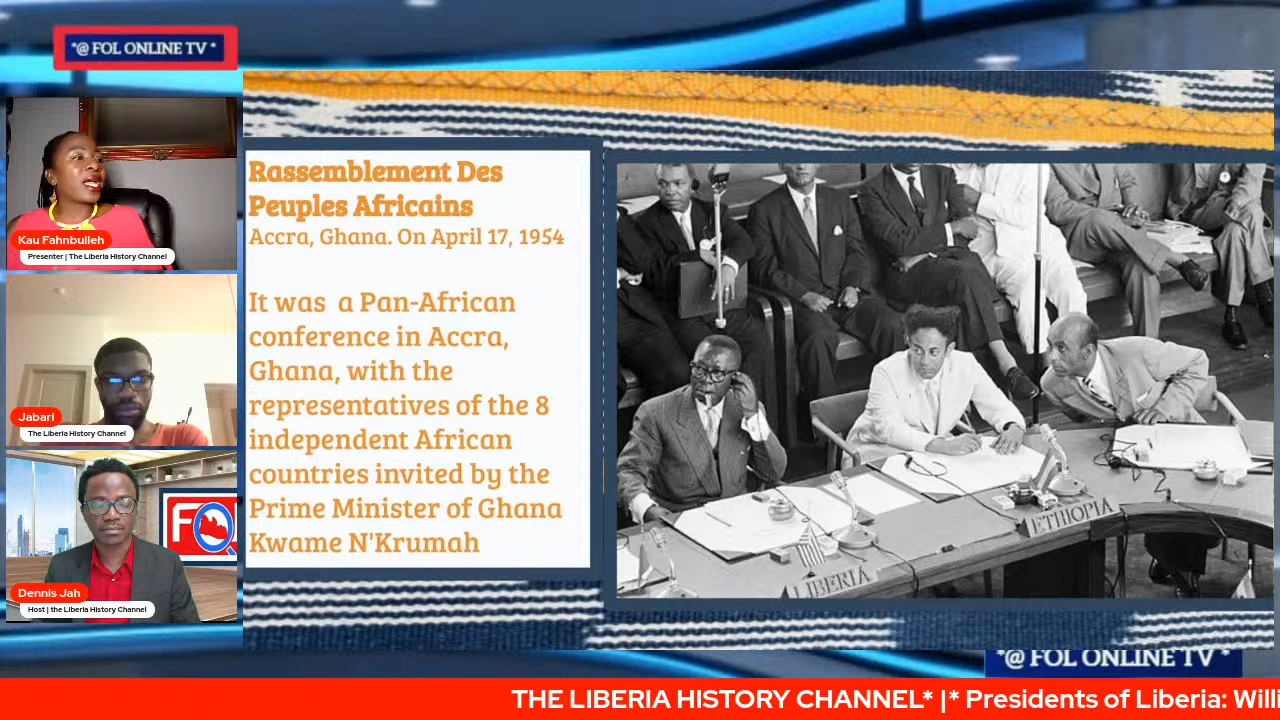 *@ FOL ONLINE TV *
Kau Fahnbulleh
Presenter | The Liberia History Channel
Jabari
The Liberia History Channel
Dennis Jah
Host | the Liberia History Channel
Rassemblement Des
Peuples Africains
Accra, Ghana. On April 17, 1954
It was a Pan-African
conference in Accra,
Ghana, with the
representatives of the 8
independent African
countries invited by the
Prime Minister of Ghana
Kwame N'Krumah
LIBERIA
ETHIOPIA
*@ FOL ONLINE TV *
THE LIBERIA HISTORY CHANNEL* |* Presidents of Liberia: Willi